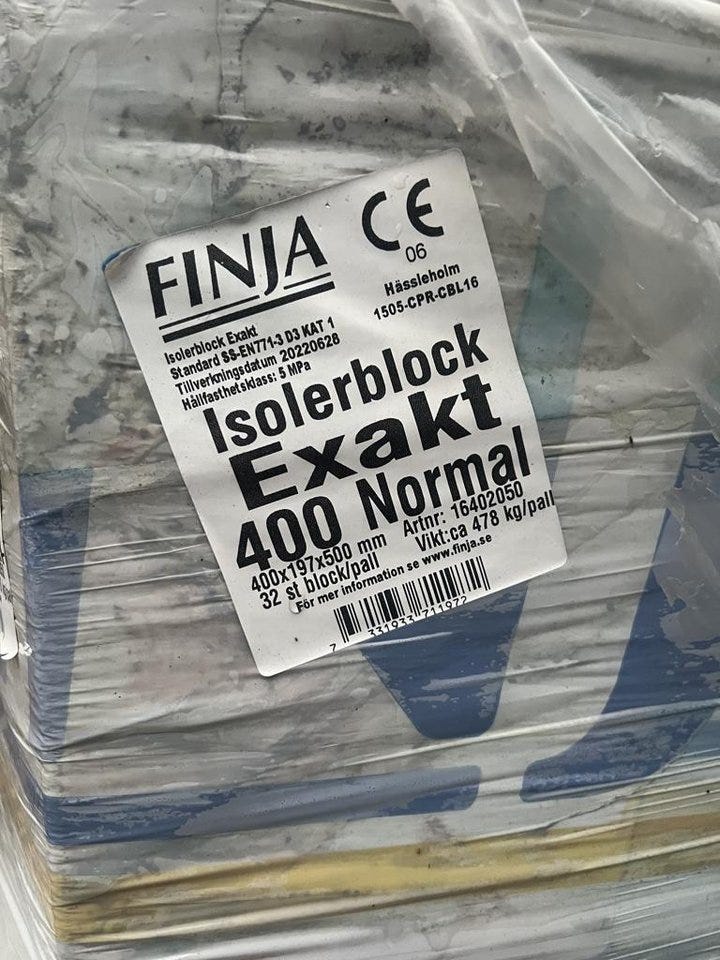 FINJA
CE
06
Hässleholm
1505-CPR-CBL16
Isolerblock Exakt
Standard SS-EN771-3 D3 KAT 1
Tillverkningsdatum 20220628
Hållfasthetsklass: 5 MPa
Isolerblock
Exakt
400 Normal
400x197x500 mm Artnr: 16402050
32 st block/pall Vikt:ca 478 kg/pall
För mer information se www.finja.se
7 331933 711972